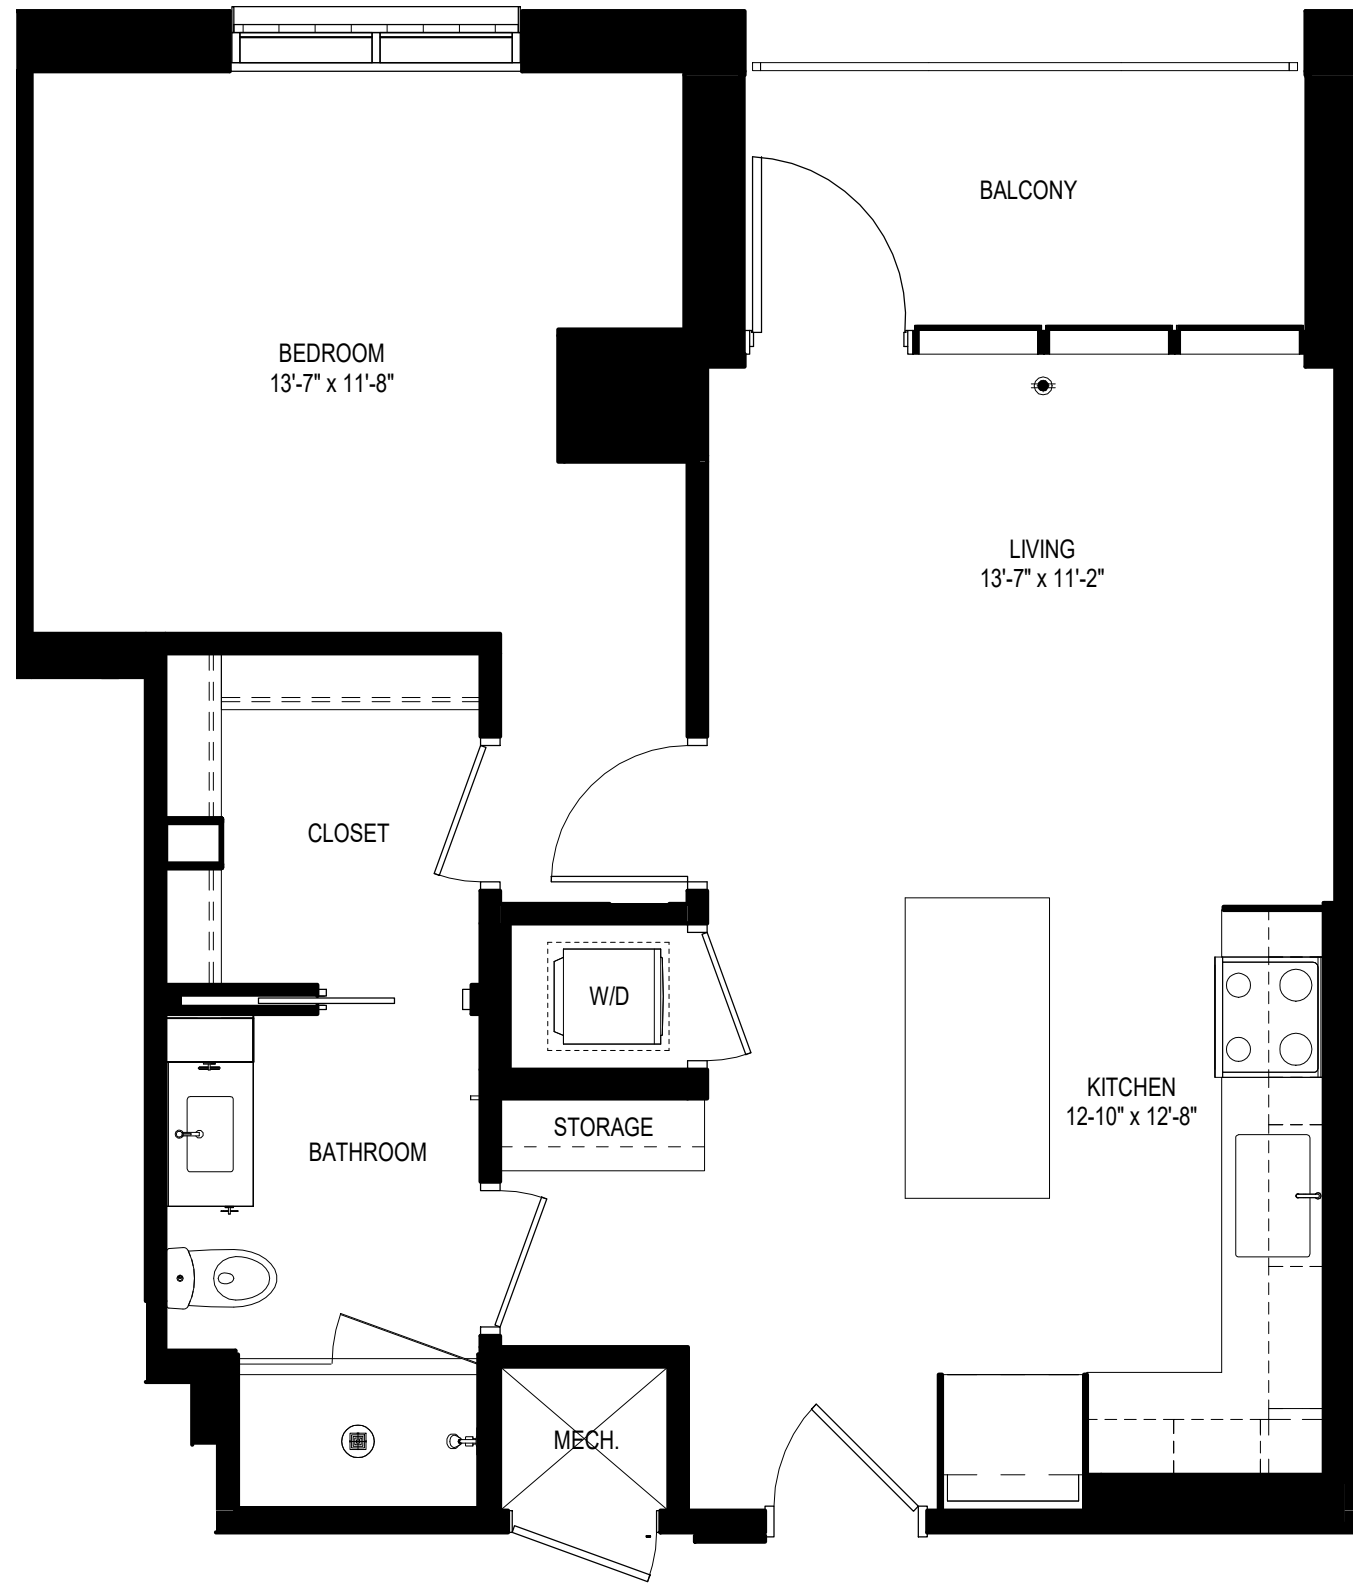 BALCONY
BEDROOM
13'-7" x 11'-8"
LIVING
13'-7" x 11'-2"
CLOSET
W/D
KITCHEN
12-10" x 12'-8"
STORAGE
BATHROOM
MECH.